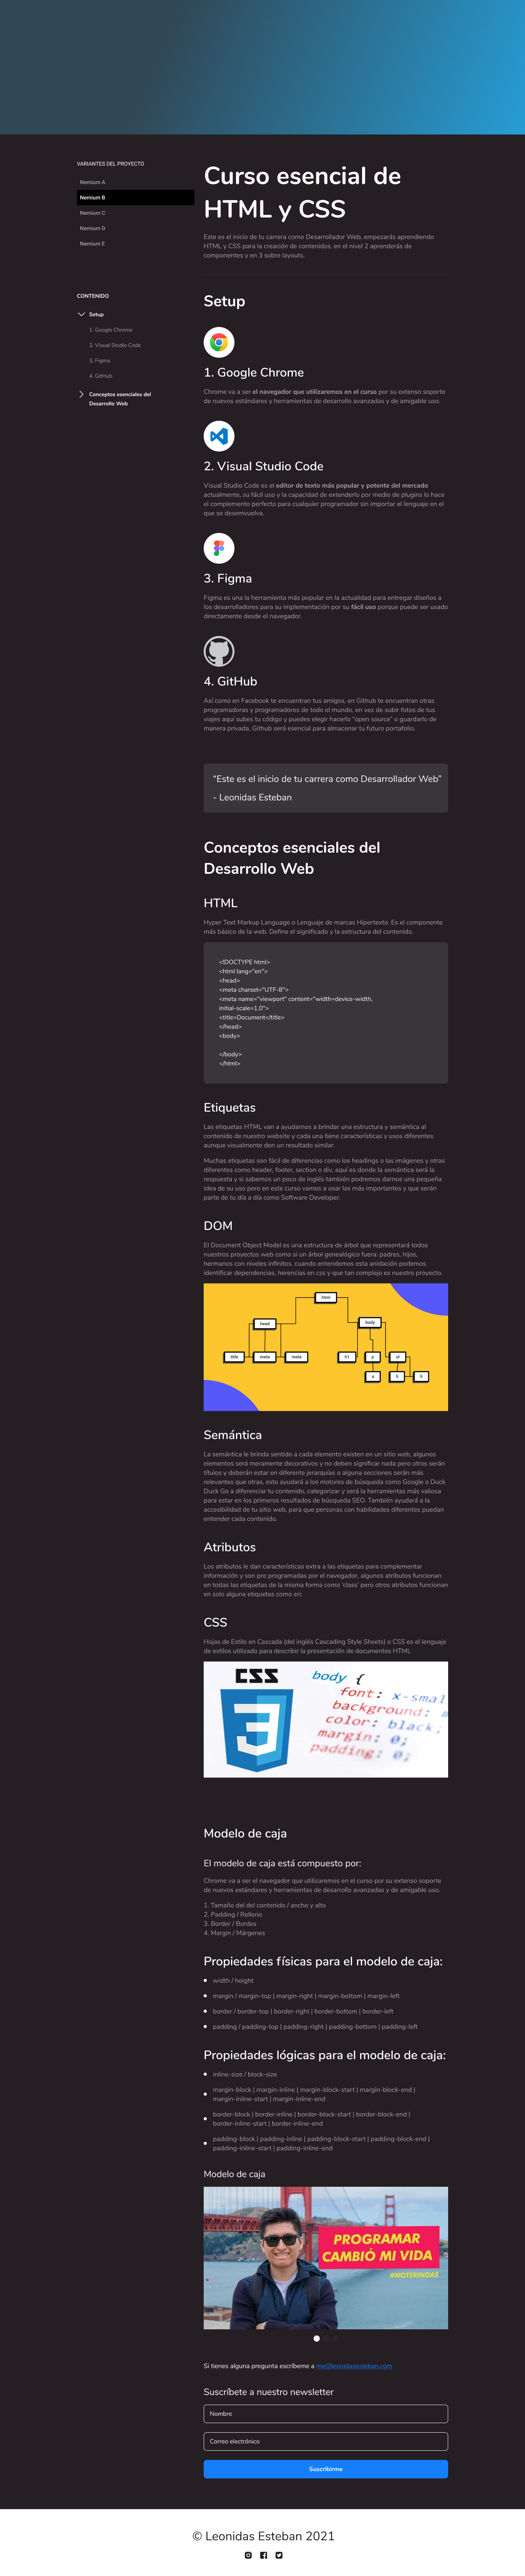 VARIANTES DEL PROYECTO
Nemium A
Nemium B
Nemium C
Nemium D
Nemium E
CONTENIDO
Setup
1. Google Chrome
2. Visual Studio Code
3. Figma
4. GitHub
Conceptos esenciales del
Desarrollo Web
Curso esencial de
HTML y CSS
Este es el inicio de tu carrera como Desarrollador Web, empezarás aprendiendo
HTML y CSS para la creación de contenidos, en el nivel 2 aprenderás de
componentes y en 3 sobre layouts.
Setup
1. Google Chrome
Chrome va a ser el navegador que utilizaremos en el curso por su extenso soporte
de nuevos estándares y herramientas de desarrollo avanzadas y de amigable uso.
2. Visual Studio Code
Visual Studio Code es el editor de texto más popular y potente del mercado
actualmente, su fácil uso y la capacidad de extenderlo por medio de plugins lo hace
el complemento perfecto para cualquier programador sin importar el lenguaje en el
que se desemvuelva.
3. Figma
Figma es una la herramienta más popular en la actualidad para entregar diseños a
los desarrolladores para su implementación por su fácil uso porque puede ser usado
directamente desde el navegador.
4. GitHub
Así como en Facebook te encuentran tus amigos, en Github te encuentran otras
programadoras y programadores de todo el mundo, en vez de subir fotos de tus
viajes aquí subes tu código y puedes elegir hacerlo “open source” o guardarlo de
manera privada, Github será esencial para almacenar tu futuro portafolio.
“Este es el inicio de tu carrera como Desarrollador Web”
- Leonidas Esteban
Conceptos esenciales del
Desarrollo Web
HTML
Hyper Text Markup Language o Lenguaje de marcas Hipertexto. Es el componente
más básico de la web. Define el significado y la estructura del contenido.
<!DOCTYPE html>
<html lang="en">
<head>
<meta charset="UTF-8">
<meta name="viewport" content="width=device-width,
initial-scale=1.0">
<title>Document</title>
</head>
<body>
</body>
</html>
Etiquetas
Las etiquetas HTML van a ayudarnos a brindar una estructura y semántica al
contenido de nuestro website y cada una tiene características y usos diferentes
aunque visualmente den un resultado similar.
Muchas etiquetas son fácil de diferencias como los headings o las imágenes y otras
diferentes como header, footer, section o div, aquí es donde la semántica será la
respuesta y si sabemos un poco de inglés también podremos darnos una pequeña
idea de su uso pero en este curso vamos a usar las más importantes y que serán
parte de tu día a día como Software Developer.
DOM
El Document Object Model es una estructura de árbol que representará todos
nuestros proyectos web como si un árbol genealógico fuera: padres, hijos,
hermanos con niveles infinitos. cuando entendemos esta anidación podemos
identificar dependencias, herencias en css y que tan complejo es nuestro proyecto.
html
head
body
title
meta
meta
h1
p
ul
a
li
li
Semántica
La semántica le brinda sentido a cada elemento existen en un sitio web, algunos
elementos será meramente decorativos y no deben significar nada pero otros serán
títulos y deberán estar en diferente jerarquías o alguna secciones serán más
relevantes que otras, esto ayudará a los motores de búsqueda como Google o Duck
Duck Go a diferenciar tu contenido, categorizar y será la herramientas más valiosa
para estar en los primeros resultados de búsqueda SEO. También ayudará a la
accesibilidad de tu sitio web, para que personas con habilidades diferentes puedan
entender cada contenido.
Atributos
Los atributos le dan características extra a las etiquetas para complementar
información y son pre programadas por el navegador, algunos atributos funcionan
en todas las etiquetas de la misma forma como ‘class’ pero otros atributos funcionan
en solo alguna etiquetas como src
CSS
Hojas de Estilo en Cascada (del inglés Cascading Style Sheets) o CSS es el lenguaje
de estilos utilizado para describir la presentación de documentos HTML
CSS
3
body {
font: x-smal
background:
color: black;
margin: 0;
padding: 0;
Modelo de caja
El modelo de caja está compuesto por:
Chrome va a ser el navegador que utilizaremos en el curso por su extenso soporte
de nuevos estándares y herramientas de desarrollo avanzadas y de amigable uso.
1. Tamaño del del contenido / ancho y alto
2. Padding / Relleno
3. Border / Bordes
4. Margin / Márgenes
Propiedades físicas para el modelo de caja:
width / height
margin / margin-top | margin-right | margin-bottom | margin-left
border / border-top | border-right | border-bottom | border-left
padding / padding-top | padding-right | padding-bottom | padding-left
Propiedades lógicas para el modelo de caja:
inline-size / block-size
margin-block | margin-inline | margin-block-start | margin-block-end |
margin-inline-start | margin-inline-end
border-block | border-inline | border-block-start | border-block-end |
border-inline-start | border-inline-end
padding-block | padding-inline | padding-block-start | padding-block-end |
padding-inline-start | padding-inline-end
Modelo de caja
PROGRAMAR
CAMBIÓ MI VIDA
#NOTERINDAS
Si tienes alguna pregunta escríbeme a me@leonidasesteban.com
Suscríbete a nuestro newsletter
Nombre
Correo electrónico
Suscribirme
© Leonidas Esteban 2021